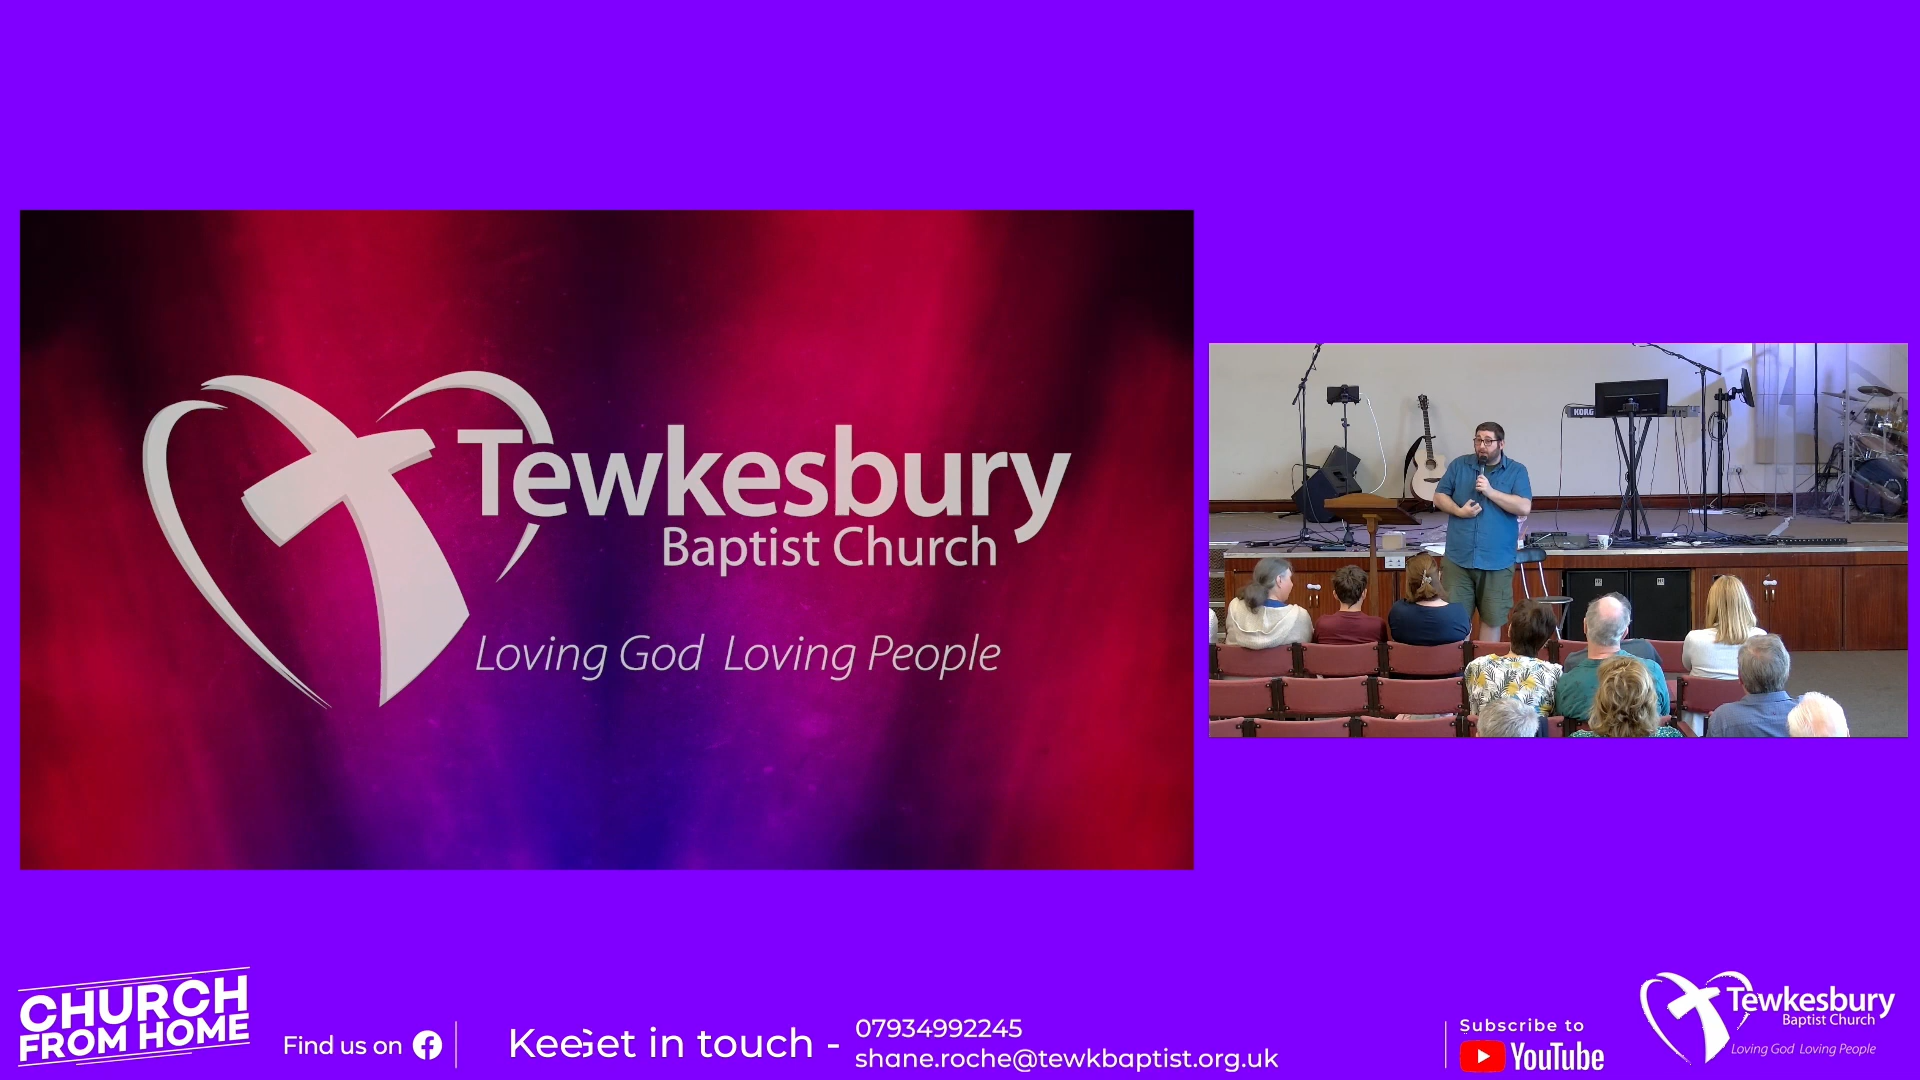 Tewkesbury
Baptist Church
Loving God Loving People
KORG
CHURCH
FROM HOME
Find us on
KeeGet in touch -
07934992245
shane.roche@tewkbaptist.org.uk
Subscribe to
YouTube
Tewkesbury
Baptist Church
Loving God Loving People